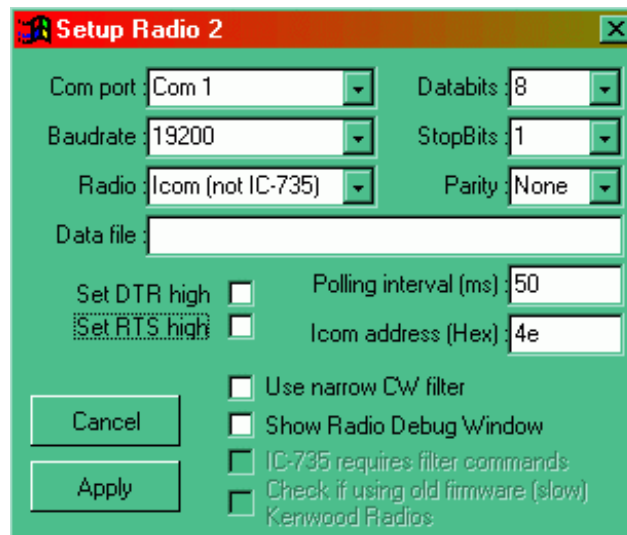 Setup Radio 2
Com port : Com 1 Databits : 8
Baudrate : 19200 StopBits : 1
Radio : Icom (not IC-735) Parity : None
Data file :
Set DTR high Polling interval (ms) : 50
Set RTS high Icom address (Hex) : 4e
Use narrow CW filter
Cancel Show Radio Debug Window
IC-735 requires filter commands
Apply Check if using old firmware (slow)
Kenwood Radios